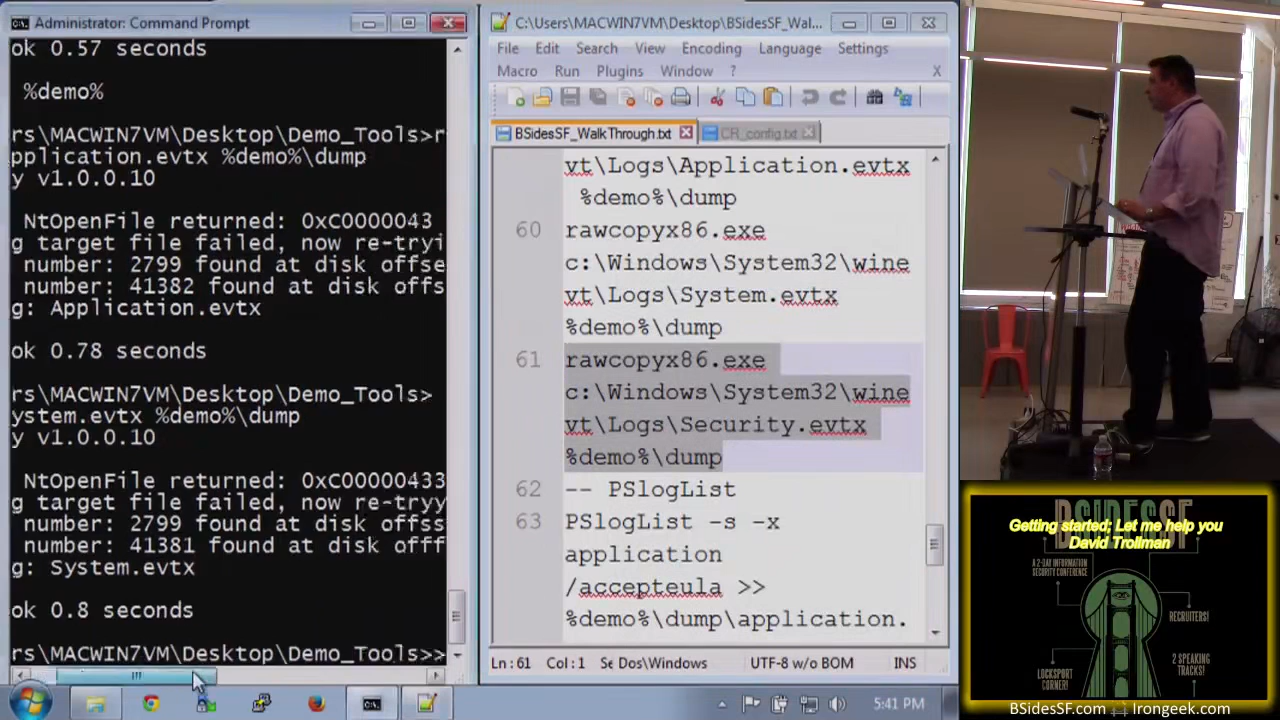 Administrator: Command Prompt
ok 0.57 seconds
%demo%
rs\MACWIN7VM\Desktop\Demo_Tools>r
pplication.evtx %demo%\dump
y v1.0.0.10
NtOpenFile returned: 0xC0000043
g target file failed, now re-tryi
number: 2799 found at disk offse
number: 41382 found at disk offs
g: Application.evtx
ok 0.78 seconds
rs\MACWIN7VM\Desktop\Demo_Tools>
ystem.evtx %demo%\dump
y v1.0.0.10
NtOpenFile returned: 0xC00000433
g target file failed, now re-tryy
number: 2799 found at disk offss
number: 41381 found at disk offf
g: System.evtx
ok 0.8 seconds
rs\MACWIN7VM\Desktop\Demo_Tools>>
C:\Users\MACWIN7VM\Desktop\BSidesSF_Wal...
File Edit Search View Encoding Language Settings
Macro Run Plugins Window ? X
BSidesSF_WalkThrough.txt CR_config.txt
vt\Logs\Application.evtx
%demo%\dump
60 rawcopyx86.exe
c:\Windows\System32\wine
vt\Logs\System.evtx
%demo%\dump
61 rawcopyx86.exe
c:\Windows\System32\wine
vt\Logs\Security.evtx
%demo%\dump
62 -- PSlogList
63 PSlogList -s -x
application
/accepteula >>
%demo%\dump\application.
Ln : 61 Col : 1 Se Dos\Windows UTF-8 w/o BOM INS
5:41 PM
BSIDESSF
Getting started; Let me help you
David Trollman
A 2-DAY INFORMATION
SECURITY CONFERENCE
RECRUITERS!
LOCKSPORT
CORNER!
2 SPEAKING
TRACKS!
BSidesSF.com Irongeek.com